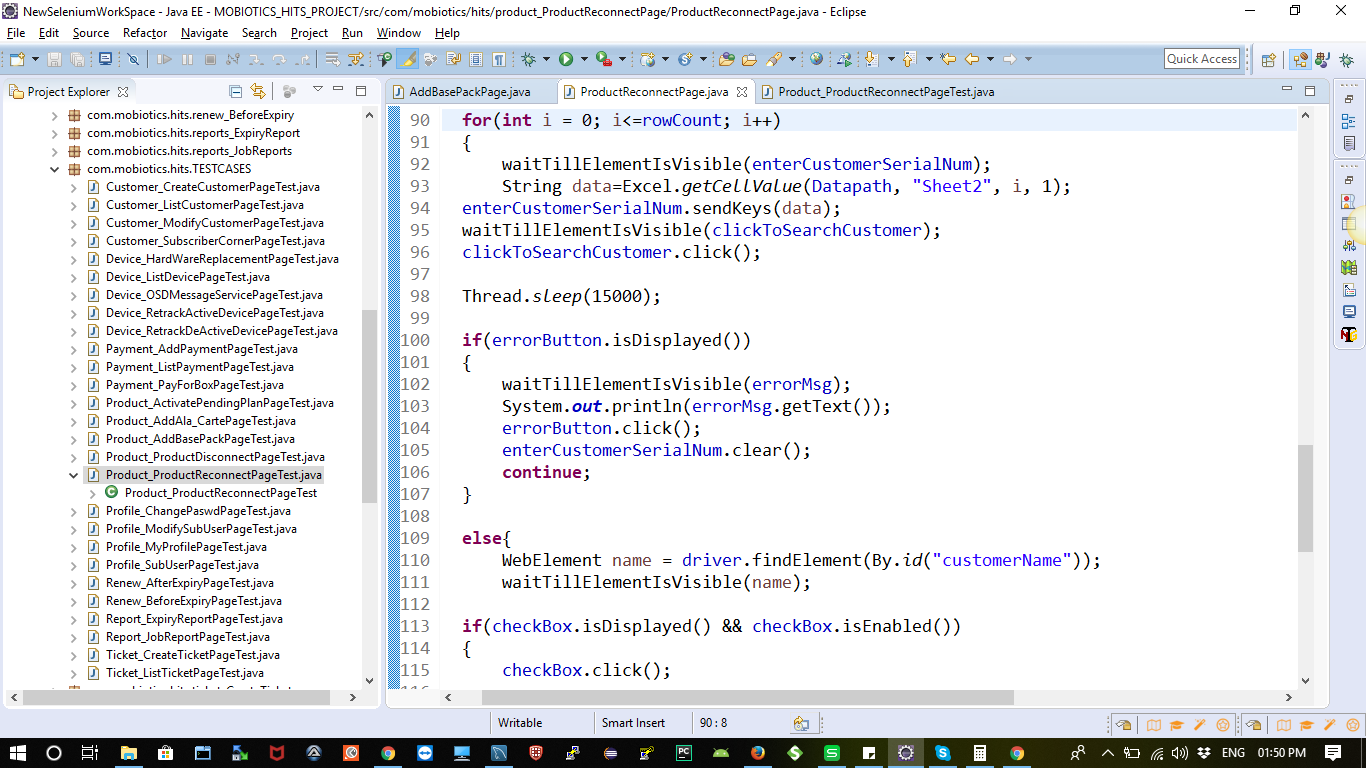 NewSeleniumWorkSpace - Java EE - MOBIOTICS_HITS_PROJECT/src/com/mobiotics/hits/product_ProductReconnectPage/ProductReconnectPage.java - Eclipse
File Edit Source Refactor Navigate Search Project Run Window Help
Quick Access
Project Explorer
com.mobiotics.hits.renew_BeforeExpiry
com.mobiotics.hits.reports_ExpiryReport
com.mobiotics.hits.reports_JobReports
com.mobiotics.hits.TESTCASES
Customer_CreateCustomerPageTest.java
Customer_ListCustomerPageTest.java
Customer_ModifyCustomerPageTest.java
Customer_SubscriberCornerPageTest.java
Device_HardWareReplacementPageTest.java
Device_ListDevicePageTest.java
Device_OSDMessageServicePageTest.java
Device_RetrackActiveDevicePageTest.java
Device_RetrackDeActiveDevicePageTest.java
Payment_AddPaymentPageTest.java
Payment_ListPaymentPageTest.java
Payment_PayForBoxPageTest.java
Product_ActivatePendingPlanPageTest.java
Product_AddAla_CartePageTest.java
Product_AddBasePackPageTest.java
Product_ProductDisconnectPageTest.java
Product_ProductReconnectPageTest.java
Product_ProductReconnectPageTest
Profile_ChangePaswdPageTest.java
Profile_ModifySubUserPageTest.java
Profile_MyProfilePageTest.java
Profile_SubUserPageTest.java
Renew_AfterExpiryPageTest.java
Renew_BeforeExpiryPageTest.java
Report_ExpiryReportPageTest.java
Report_JobReportPageTest.java
Ticket_CreateTicketPageTest.java
Ticket_ListTicketPageTest.java
AddBasePackPage.java ProductReconnectPage.java Product_ProductReconnectPageTest.java
90 for(int i = 0; i<=rowCount; i++)
91 {
92 waitTillElementIsVisible(enterCustomerSerialNum);
93 String data=Excel.getCellValue(Datapath, "Sheet2", i, 1);
94 enterCustomerSerialNum.sendKeys(data);
95 waitTillElementIsVisible(clickToSearchCustomer);
96 clickToSearchCustomer.click();
97
98 Thread.sleep(15000);
99
100 if(errorButton.isDisplayed())
101 {
102 waitTillElementIsVisible(errorMsg);
103 System.out.println(errorMsg.getText());
104 errorButton.click();
105 enterCustomerSerialNum.clear();
106 continue;
107 }
108
109 else{
110 WebElement name = driver.findElement(By.id("customerName"));
111 waitTillElementIsVisible(name);
112
113 if(checkBox.isDisplayed() && checkBox.isEnabled())
114 {
115 checkBox.click();
Writable Smart Insert 90 : 8
ENG 01:50 PM